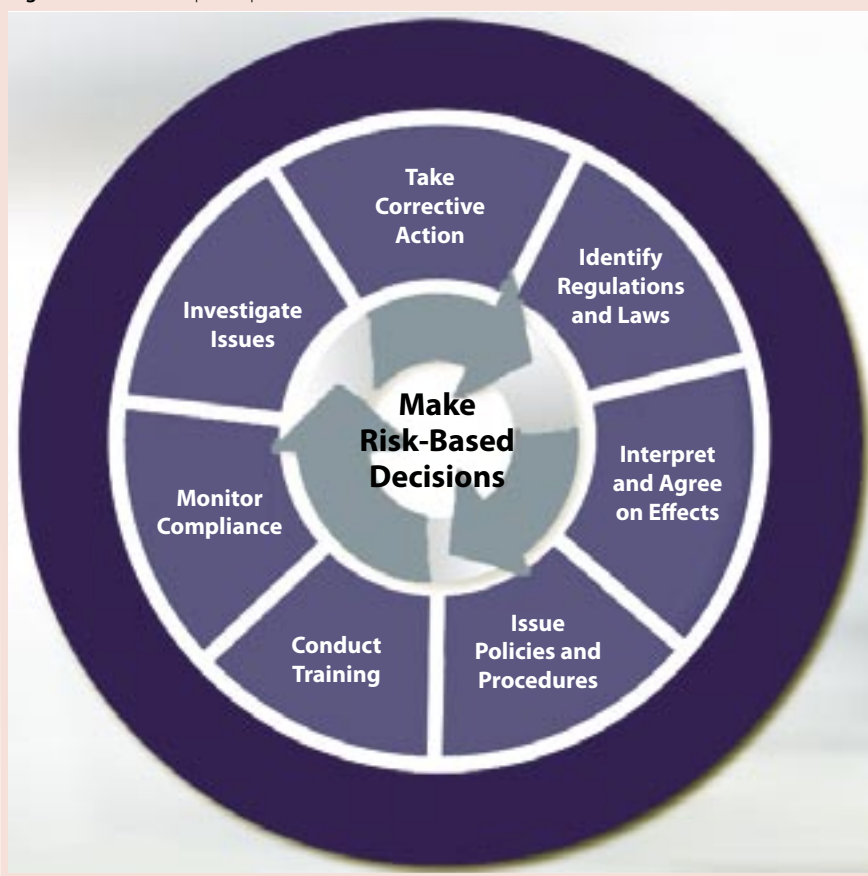 Take
Corrective
Action
Identify
Regulations
and Laws
Interpret
and Agree
on Effects
Issue
Policies and
Procedures
Conduct
Training
Monitor
Compliance
Investigate
Issues
Make
Risk-Based
Decisions